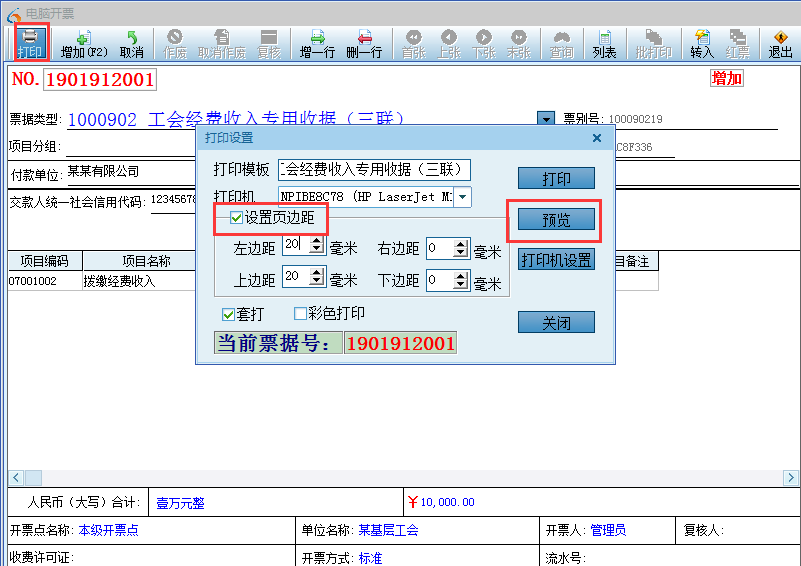 电脑开票
打印 增加(F2) 取消 作废 取消作废 复核 增一行 删一行 首张 上张 下张 末张 查询 列表 批打印 转入 红票 退出
NO. 1901912001 增加
票据类型: 1000902 工会经费收入专用收据（三联） 票别号: 100090219
项目分组: C8F336
付款单位: 某某有限公司
交款人统一社会信用代码: 12345678
项目编码 项目名称 目备注
07001002 拨缴经费收入
打印设置
打印模板 工会经费收入专用收据（三联） 打印
打印机 NPIBE8C78 (HP LaserJet M
设置页边距 预览
左边距 20 毫米 右边距 0 毫米
打印机设置
上边距 20 毫米 下边距 0 毫米
套打 彩色打印
关闭
当前票据号: 1901912001
人民币（大写）合计: 壹万元整 ￥10,000.00
开票点名称: 本级开票点 单位名称: 某基层工会 开票人: 管理员 复核人:
收费许可证: 开票方式: 标准 流水号: